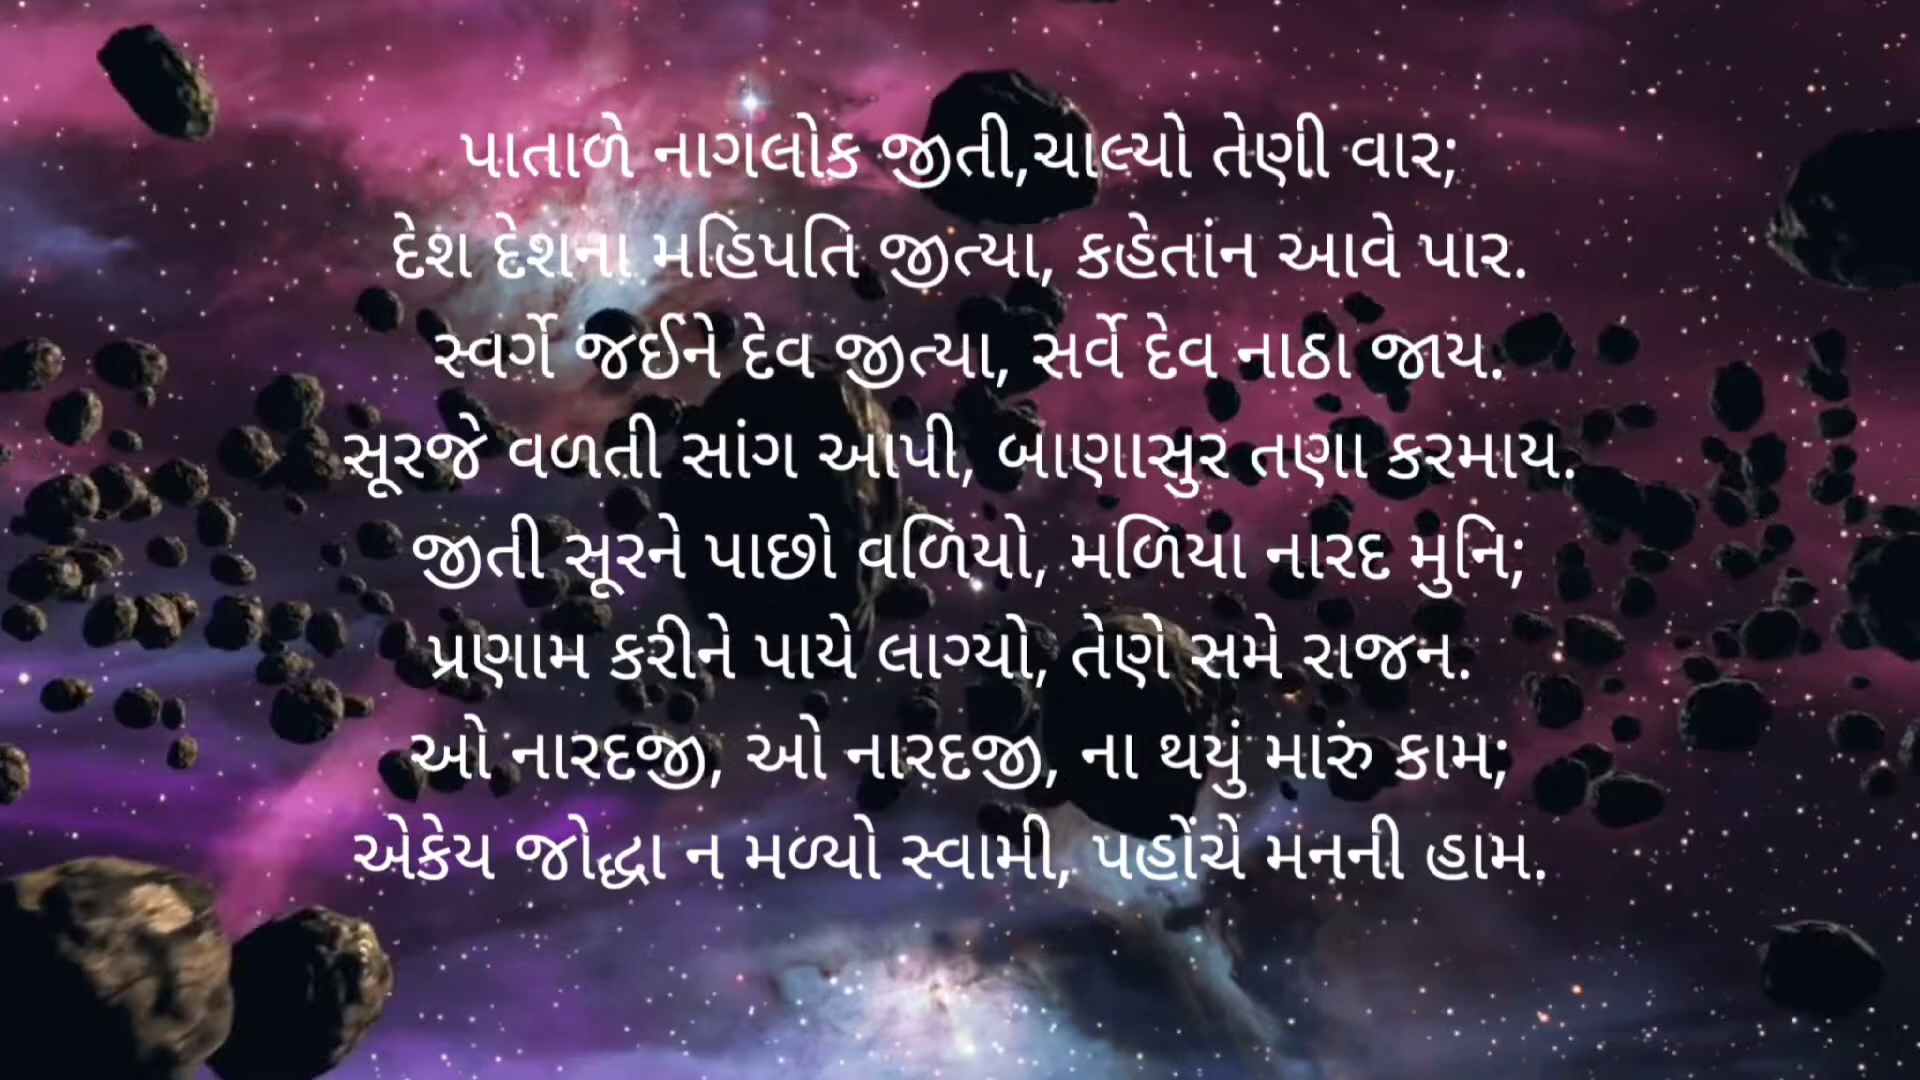 પાતાળે નાગલોક જીતી,ચાલ્યો તેણી વાર;
દેશ દેશના મહિપતિ જીત્યા, કહેતાંન આવે પાર.
સ્વર્ગે જઈને દેવ જીત્યા, સર્વે દેવ નાઠા જાય.
સૂરજે વળતી સાંગ આપી, બાણાસુર તણા કરમાય.
જીતી સૂરને પાછો વળિયો, મળિયા નારદ મુનિ;
પ્રણામ કરીને પાયે લાગ્યો, તેણે સમે રાજન.
ઓ નારદજી, ઓ નારદજી, ના થયું મારું કામ;
એકેય જોદ્ધા ન મળ્યો સ્વામી, પહોંચે મનની હામ.